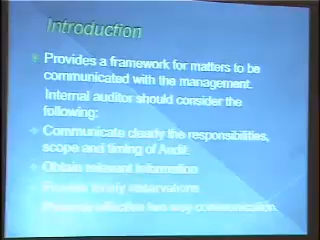 Introduction
Provides a framework for matters to be
communicated with the management.
Internal auditor should consider the
following:
Communicate clearly the responsibilities,
scope and timing of Audit.
Obtain relevant information
Provide timely observations
Promote effective two way communication